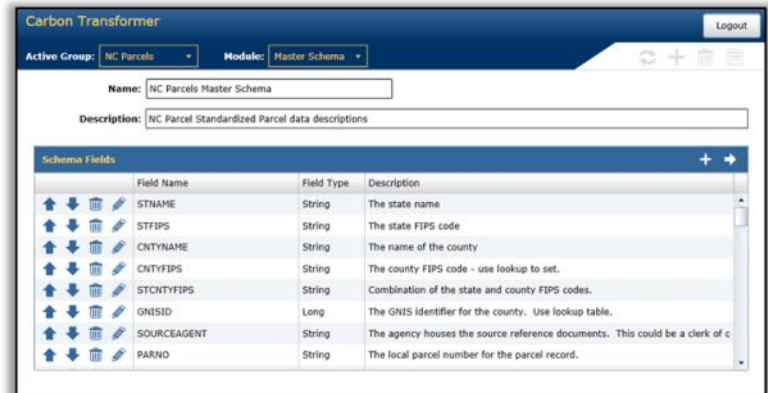 Carbon Transformer
Logout
Active Group: NC Parcels Module: Master Schema
Name: NC Parcels Master Schema
Description: NC Parcel Standardized Parcel data descriptions
Schema Fields
Field Name Field Type Description
STNAME String The state name
STFIPS String The state FIPS code
CNTYNAME String The name of the county
CNTYFIPS String The county FIPS code - use lookup to set.
STCNTYFIPS String Combination of the state and county FIPS codes.
GNISID Long The GNIS identifier for the county. Use lookup table.
SOURCEAGENT String The agency houses the source reference documents. This could be a clerk of c
PARNO String The local parcel number for the parcel record.